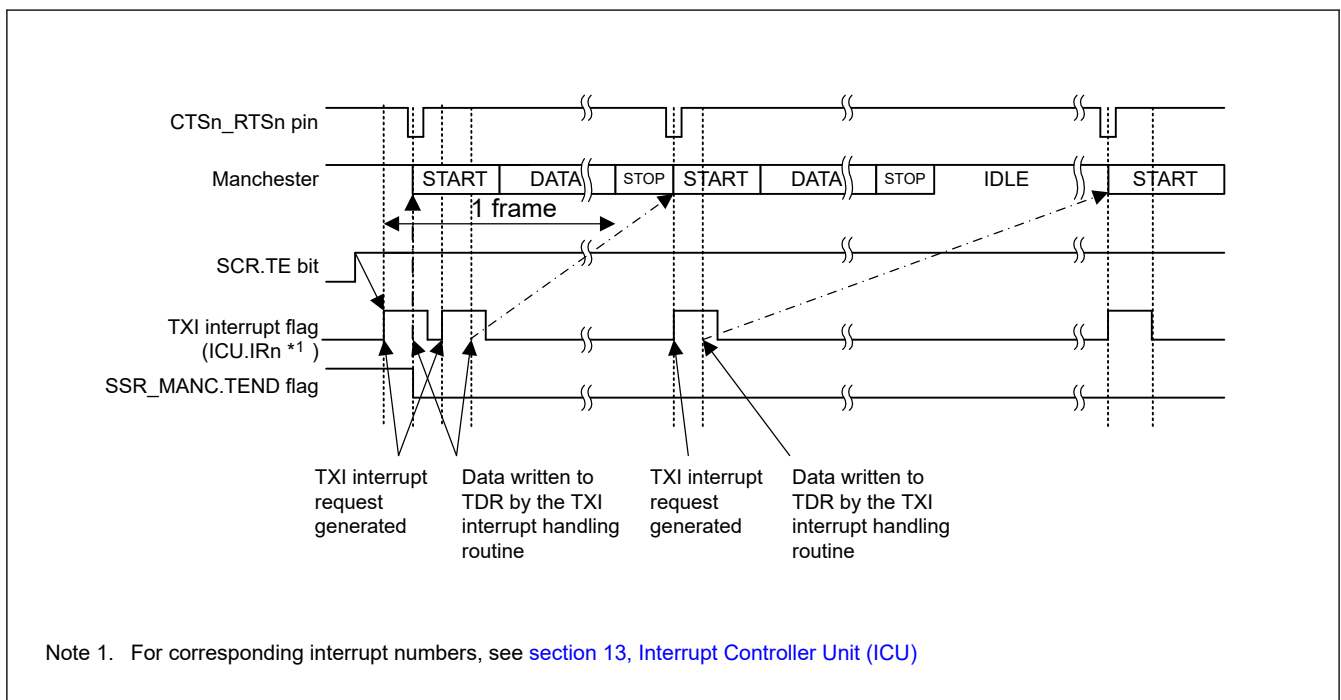 CTSn_RTSn pin
Manchester
START DATA STOP START DATA STOP IDLE START
1 frame
SCR.TE bit
TXI interrupt flag
(ICU.IRn *1 )
SSR_MANC.TEND flag
TXI interrupt
request
generated
Data written to
TDR by the TXI
interrupt handling
routine
TXI interrupt
request
generated
Data written to
TDR by the TXI
interrupt handling
routine
Note 1. For corresponding interrupt numbers, see section 13, Interrupt Controller Unit (ICU)